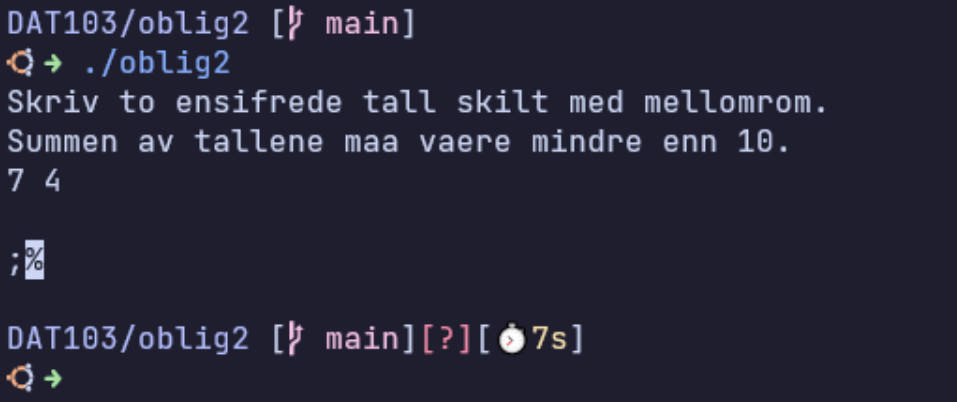 DAT103/oblig2 [ main]
➜ ./oblig2
Skriv to ensifrede tall skilt med mellomrom.
Summen av tallene maa vaere mindre enn 10.
7 4
;%
DAT103/oblig2 [ main][?][⏱7s]
➜